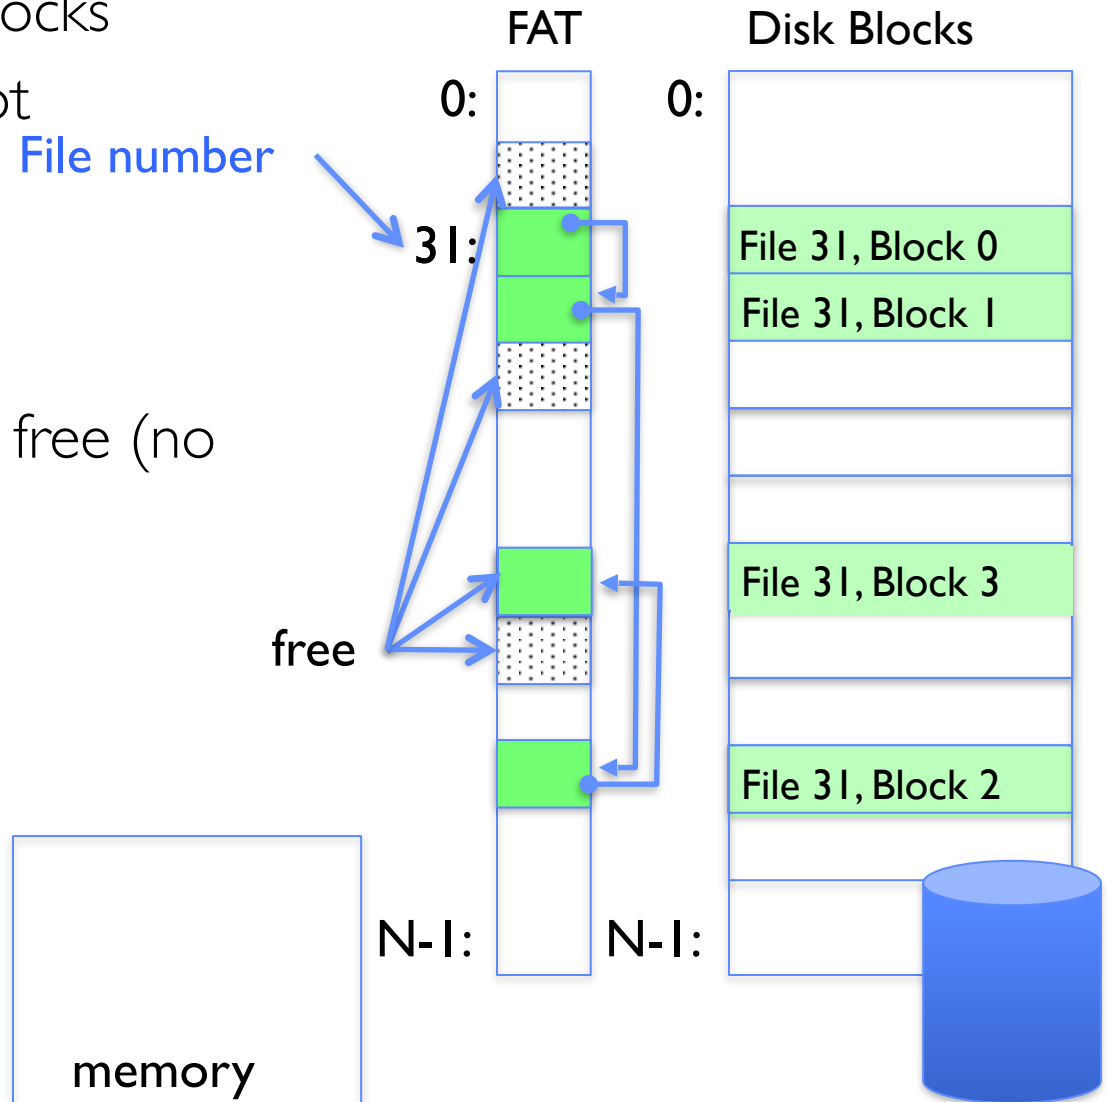 ocks
ot
File number
free (no
free
memory
FAT
0:
31:
N-1:
Disk Blocks
0:
File 31, Block 0
File 31, Block 1
File 31, Block 3
File 31, Block 2
N-1: